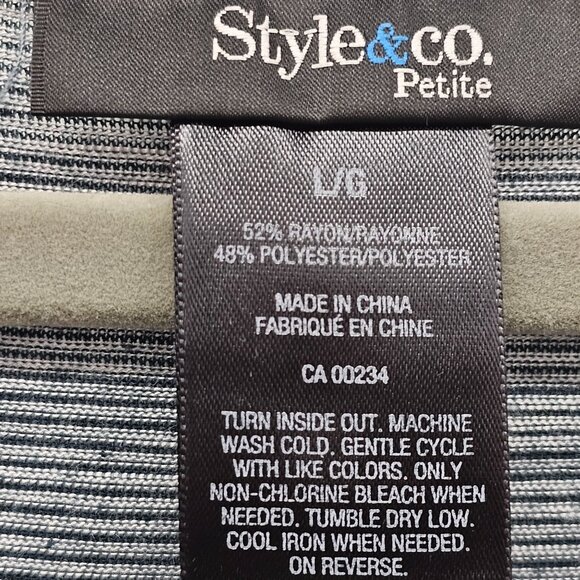 Style&co.
Petite
L/G
52% RAYON/RAYONNE
48% POLYESTER/POLYESTER
MADE IN CHINA
FABRIQUÉ EN CHINE
CA 00234
TURN INSIDE OUT. MACHINE
WASH COLD. GENTLE CYCLE
WITH LIKE COLORS. ONLY
NON-CHLORINE BLEACH WHEN
NEEDED. TUMBLE DRY LOW.
COOL IRON WHEN NEEDED.
ON REVERSE.